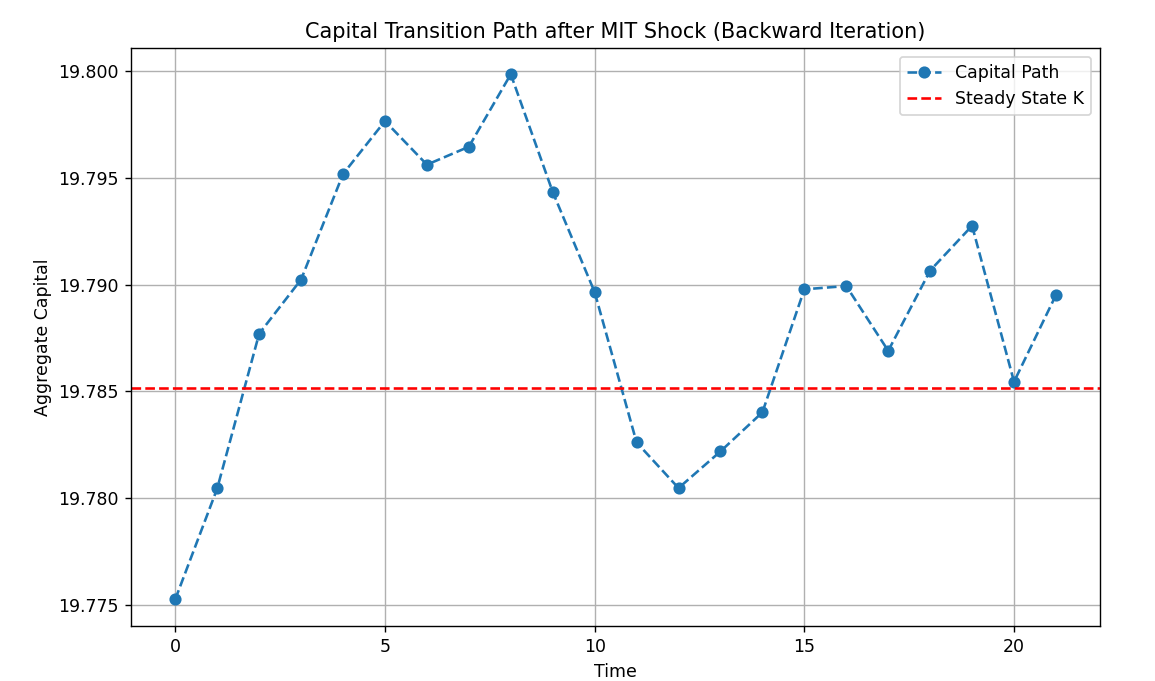 Capital Transition Path after MIT Shock (Backward Iteration)
Capital Path
Steady State K
19.800
19.795
19.790
19.785
19.780
19.775
Aggregate Capital
0 5 10 15 20
Time